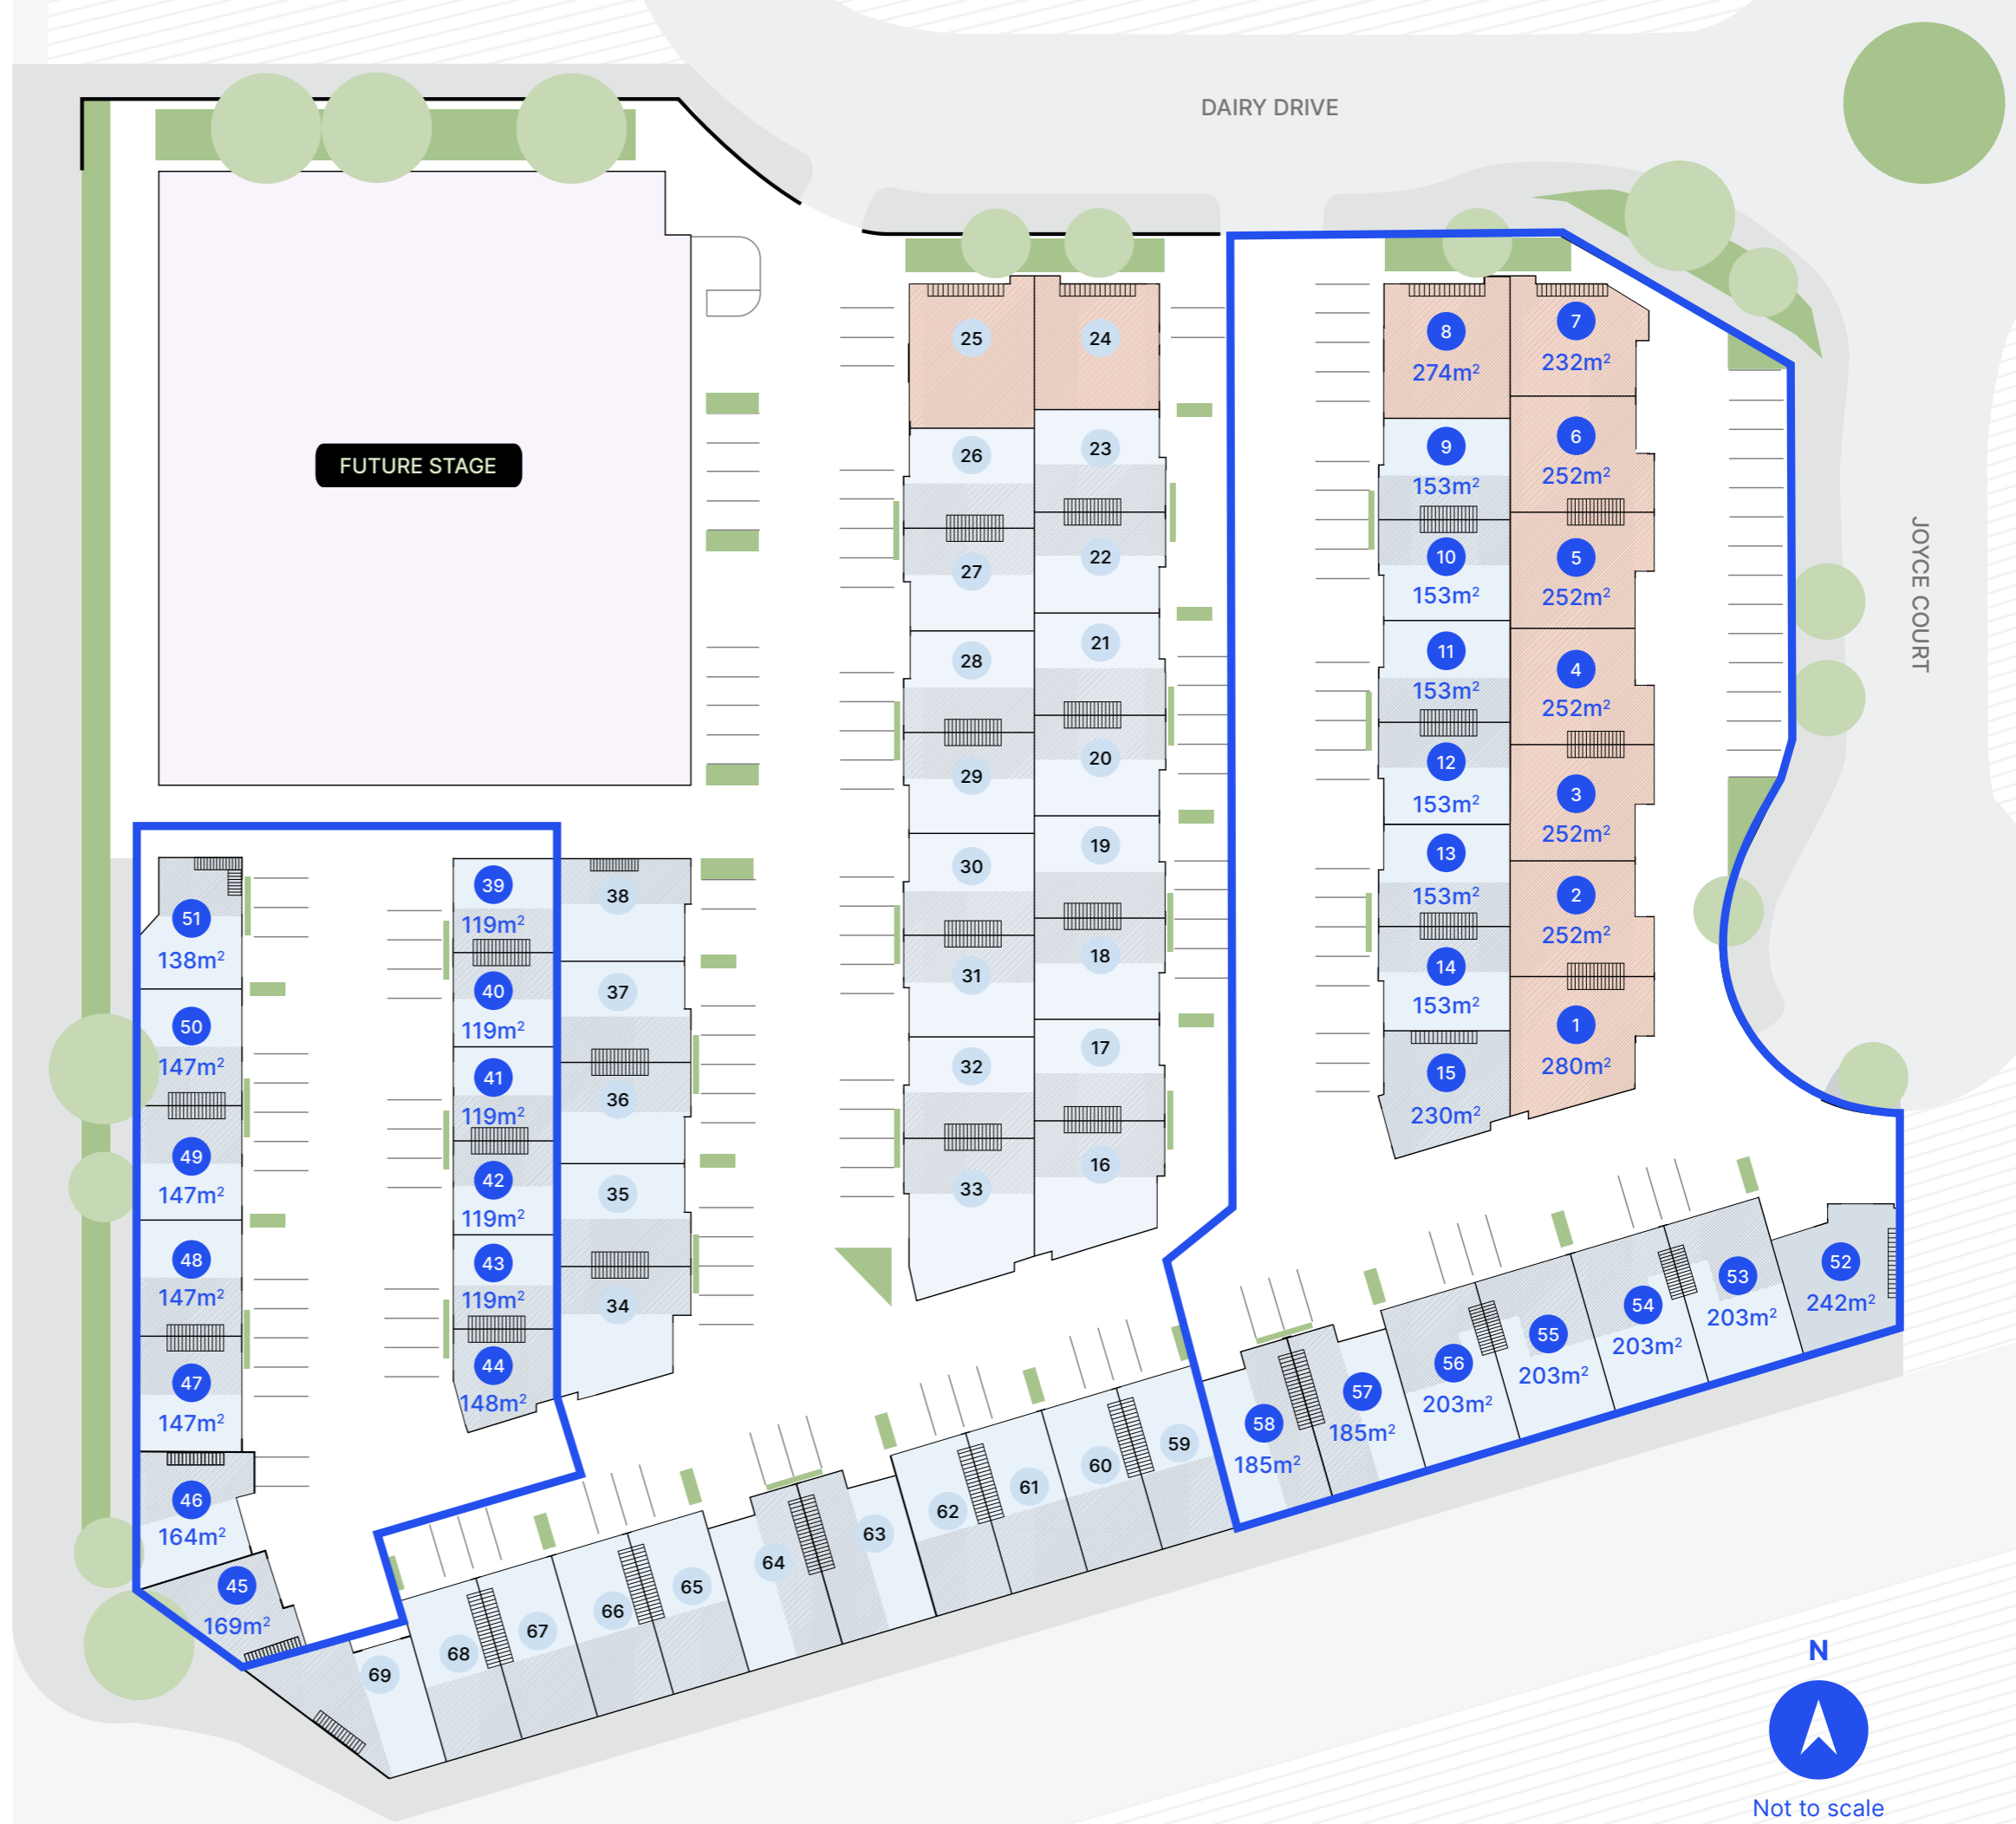 DAIRY DRIVE
JOYCE COURT
FUTURE STAGE
25
24
26
23
27
22
28
21
29
20
30
19
31
18
32
17
33
16
8
274m²
7
232m²
9
153m²
6
252m²
10
153m²
5
252m²
11
153m²
4
252m²
12
153m²
3
252m²
13
153m²
2
252m²
14
153m²
1
280m²
15
230m²
51
138m²
50
147m²
49
147m²
48
147m²
47
147m²
46
164m²
45
169m²
39
119m²
40
119m²
41
119m²
42
119m²
43
119m²
44
148m²
38
37
36
35
34
52
242m²
53
203m²
54
203m²
55
203m²
56
203m²
57
185m²
58
185m²
59
60
61
62
63
64
65
66
67
68
69
N
Not to scale